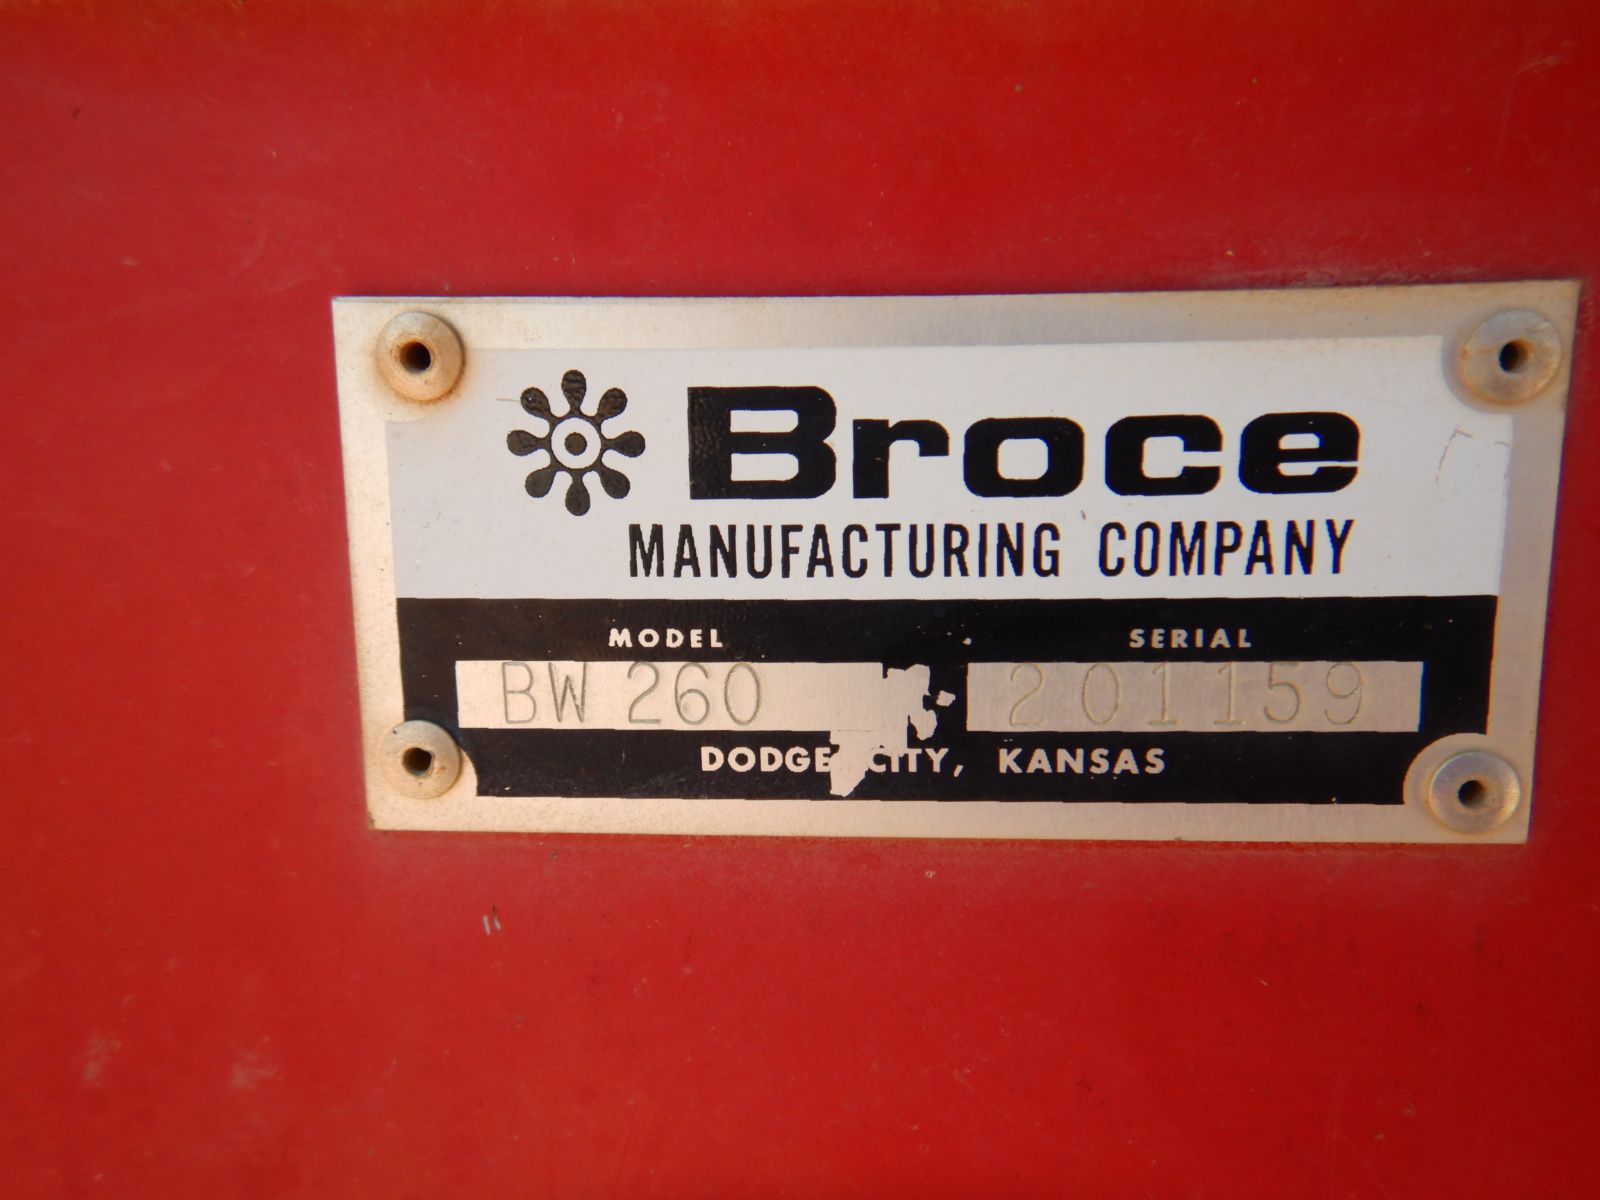 Broce
MANUFACTURING COMPANY
MODEL SERIAL
BW 260 201159
DODGE CITY, KANSAS